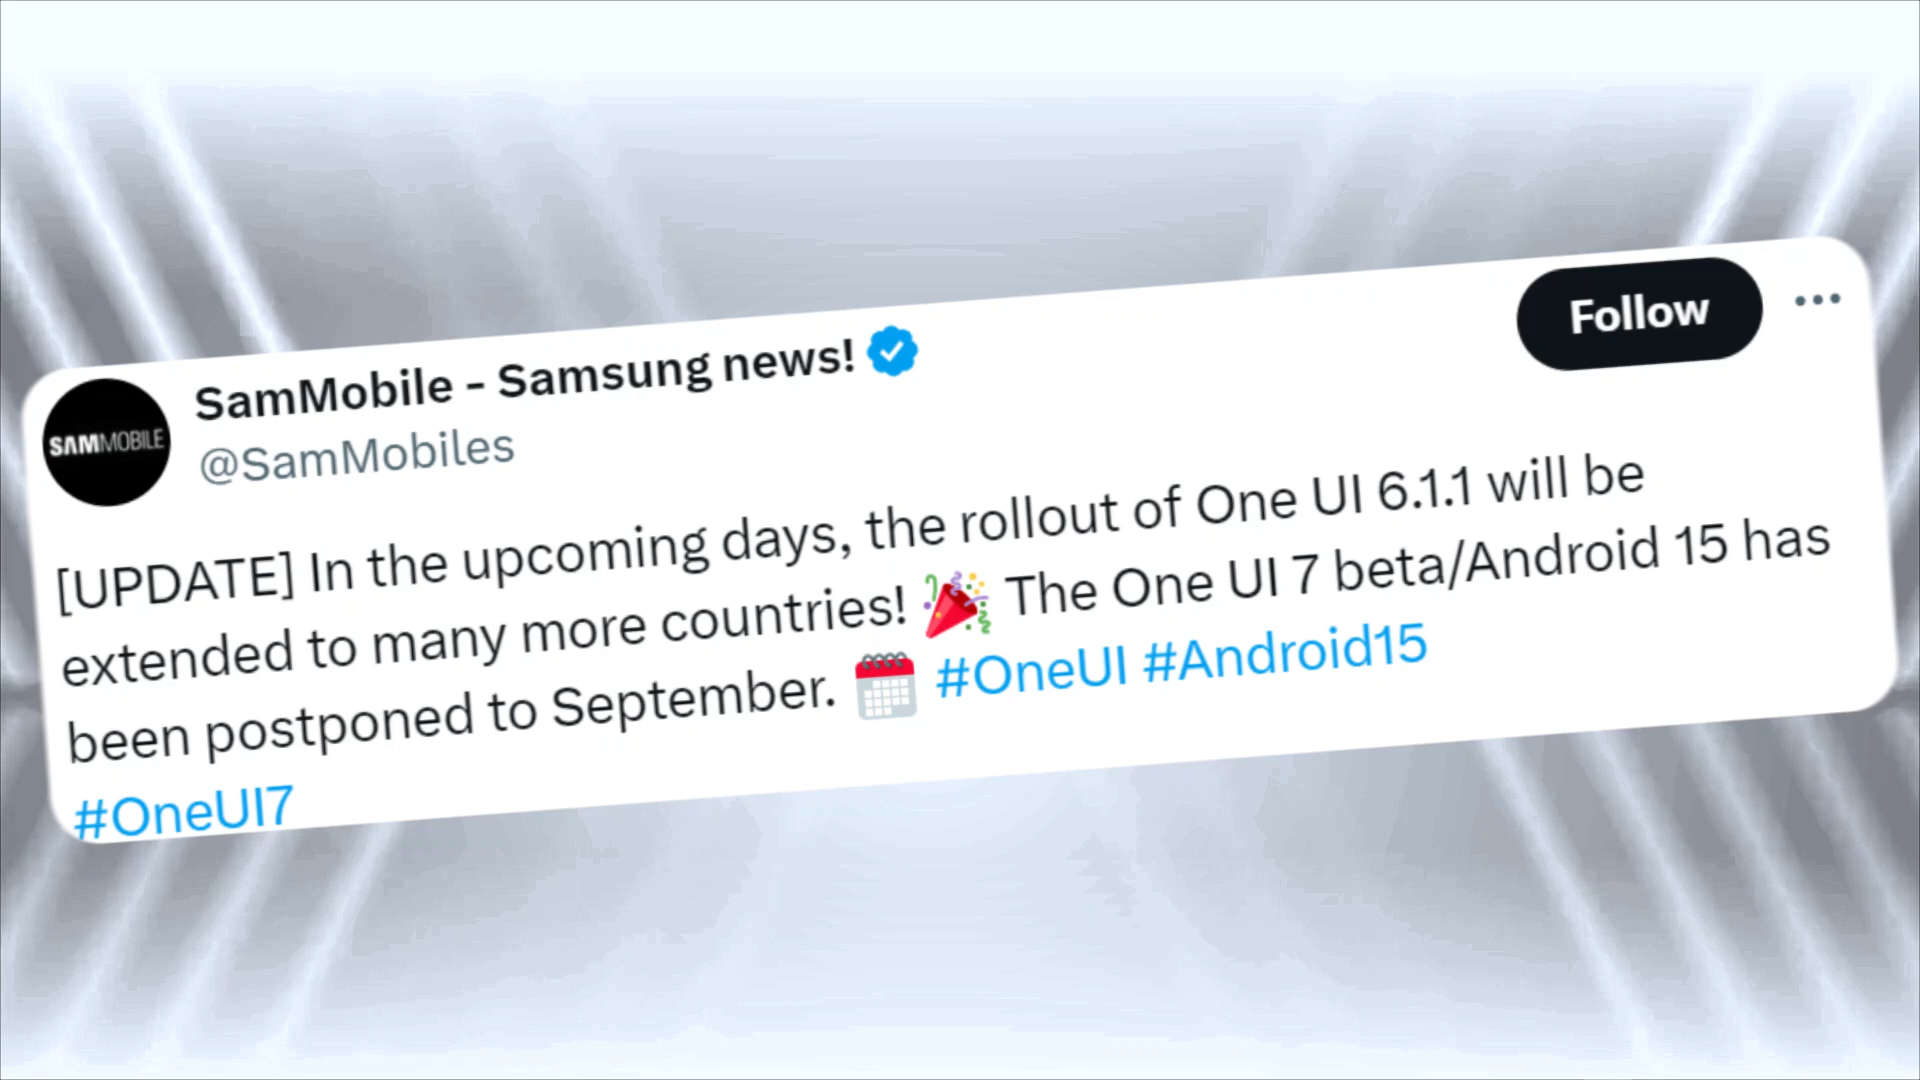 SAMMOBILE
SamMobile - Samsung news!
@SamMobiles
Follow
[UPDATE] In the upcoming days, the rollout of One UI 6.1.1 will be
extended to many more countries! 🎉 The One UI 7 beta/Android 15 has
been postponed to September. 🗓️ #OneUI #Android15
#OneUI7